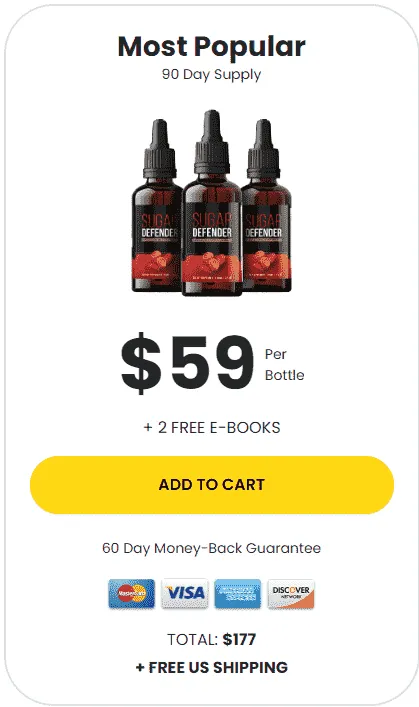 Most Popular
90 Day Supply
SUGAR SUGAR SUGAR
DEFENDER DEFENDER DEFENDER
$59 Per
Bottle
+ 2 FREE E-BOOKS
ADD TO CART
60 Day Money-Back Guarantee
MasterCard VISA AMERICAN EXPRESS DISCOVER
NETWORK
TOTAL: $177
+ FREE US SHIPPING